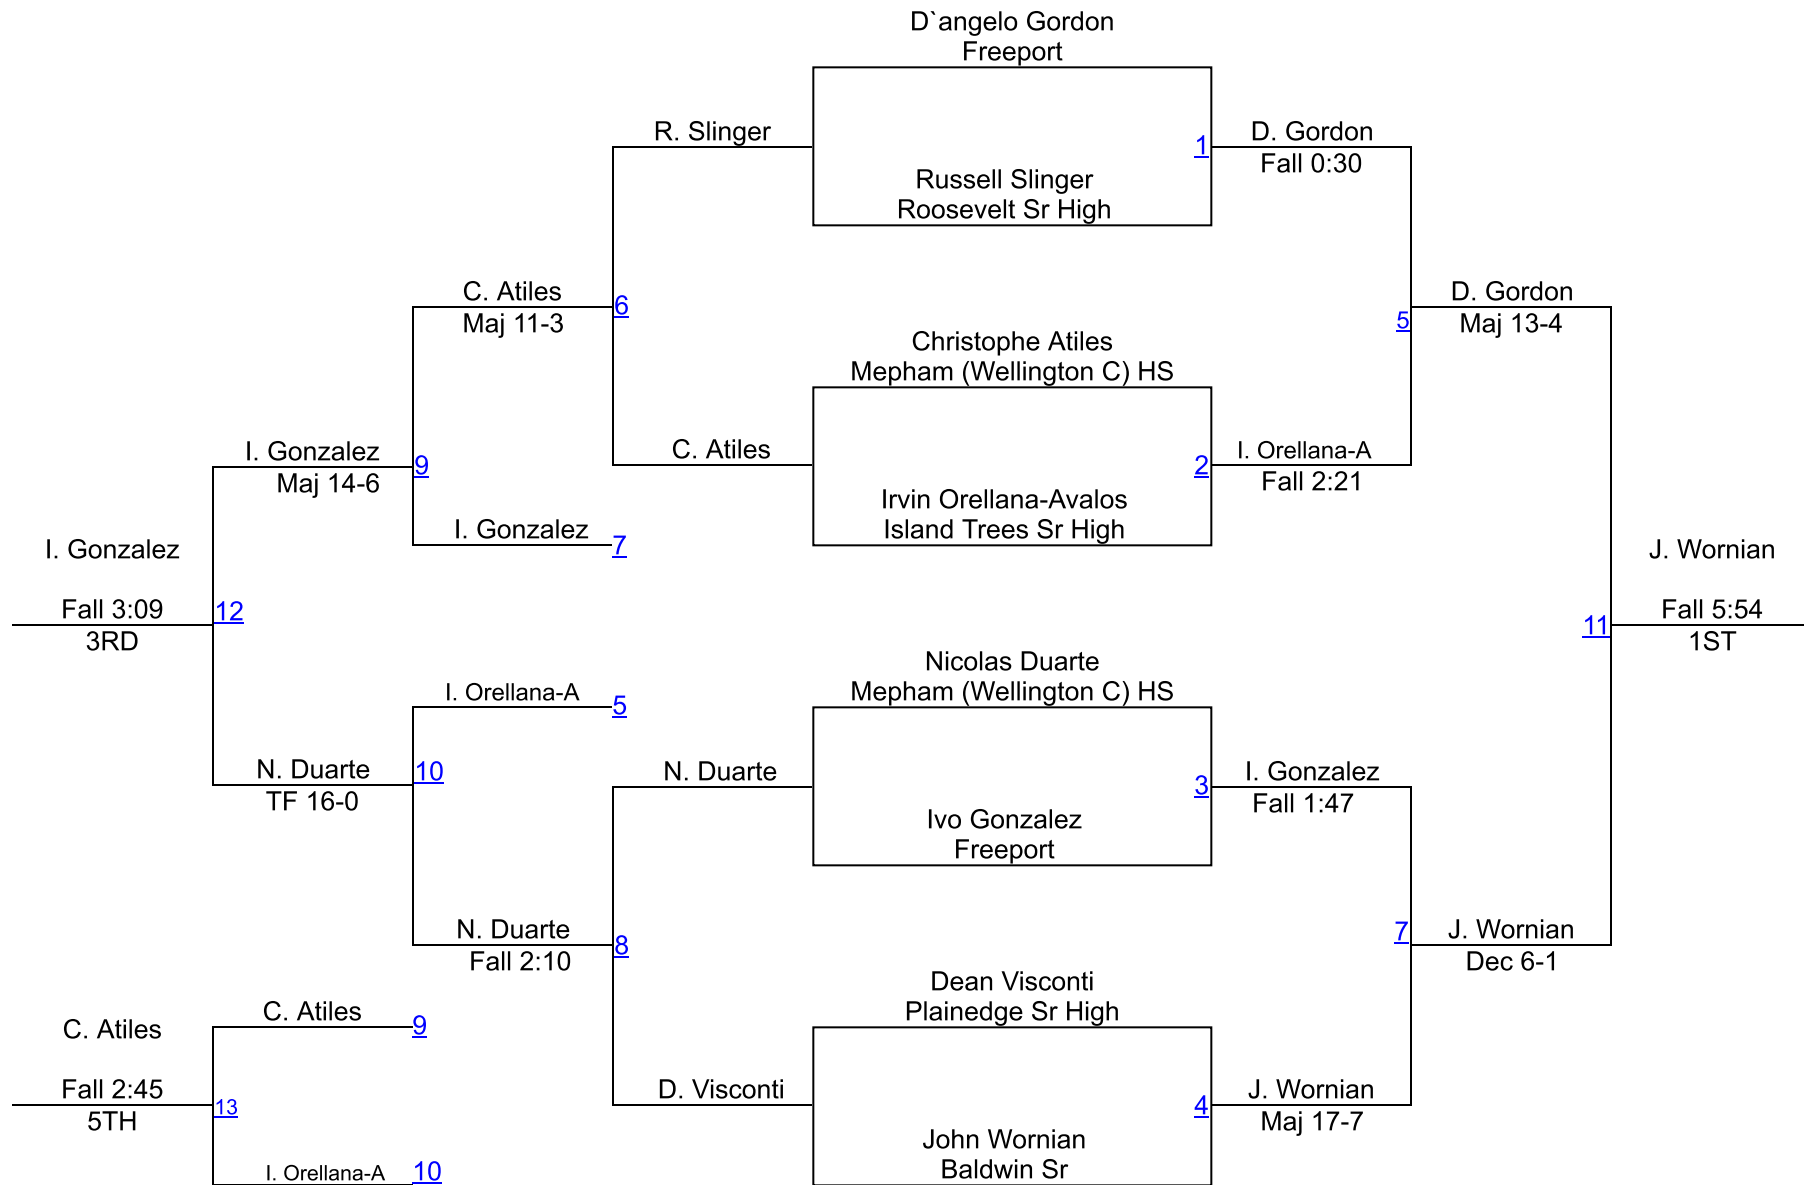 D`angelo Gordon
Freeport
R. Slinger
1
D. Gordon
Fall 0:30
Russell Slinger
Roosevelt Sr High
C. Atiles
Maj 11-3
6
D. Gordon
Maj 13-4
5
Christophe Atiles
Mepham (Wellington C) HS
I. Gonzalez
Maj 14-6
9
C. Atiles
2
I. Orellana-A
Fall 2:21
Irvin Orellana-Avalos
Island Trees Sr High
I. Gonzalez
7
I. Gonzalez
Fall 3:09
3RD
12
J. Wornian
Fall 5:54
1ST
11
Nicolas Duarte
Mepham (Wellington C) HS
I. Orellana-A
5
N. Duarte
TF 16-0
10
N. Duarte
3
I. Gonzalez
Fall 1:47
Ivo Gonzalez
Freeport
N. Duarte
Fall 2:10
8
7
J. Wornian
Dec 6-1
Dean Visconti
Plainedge Sr High
C. Atiles
9
C. Atiles
Fall 2:45
5TH
13
D. Visconti
4
J. Wornian
Maj 17-7
John Wornian
Baldwin Sr
I. Orellana-A
10